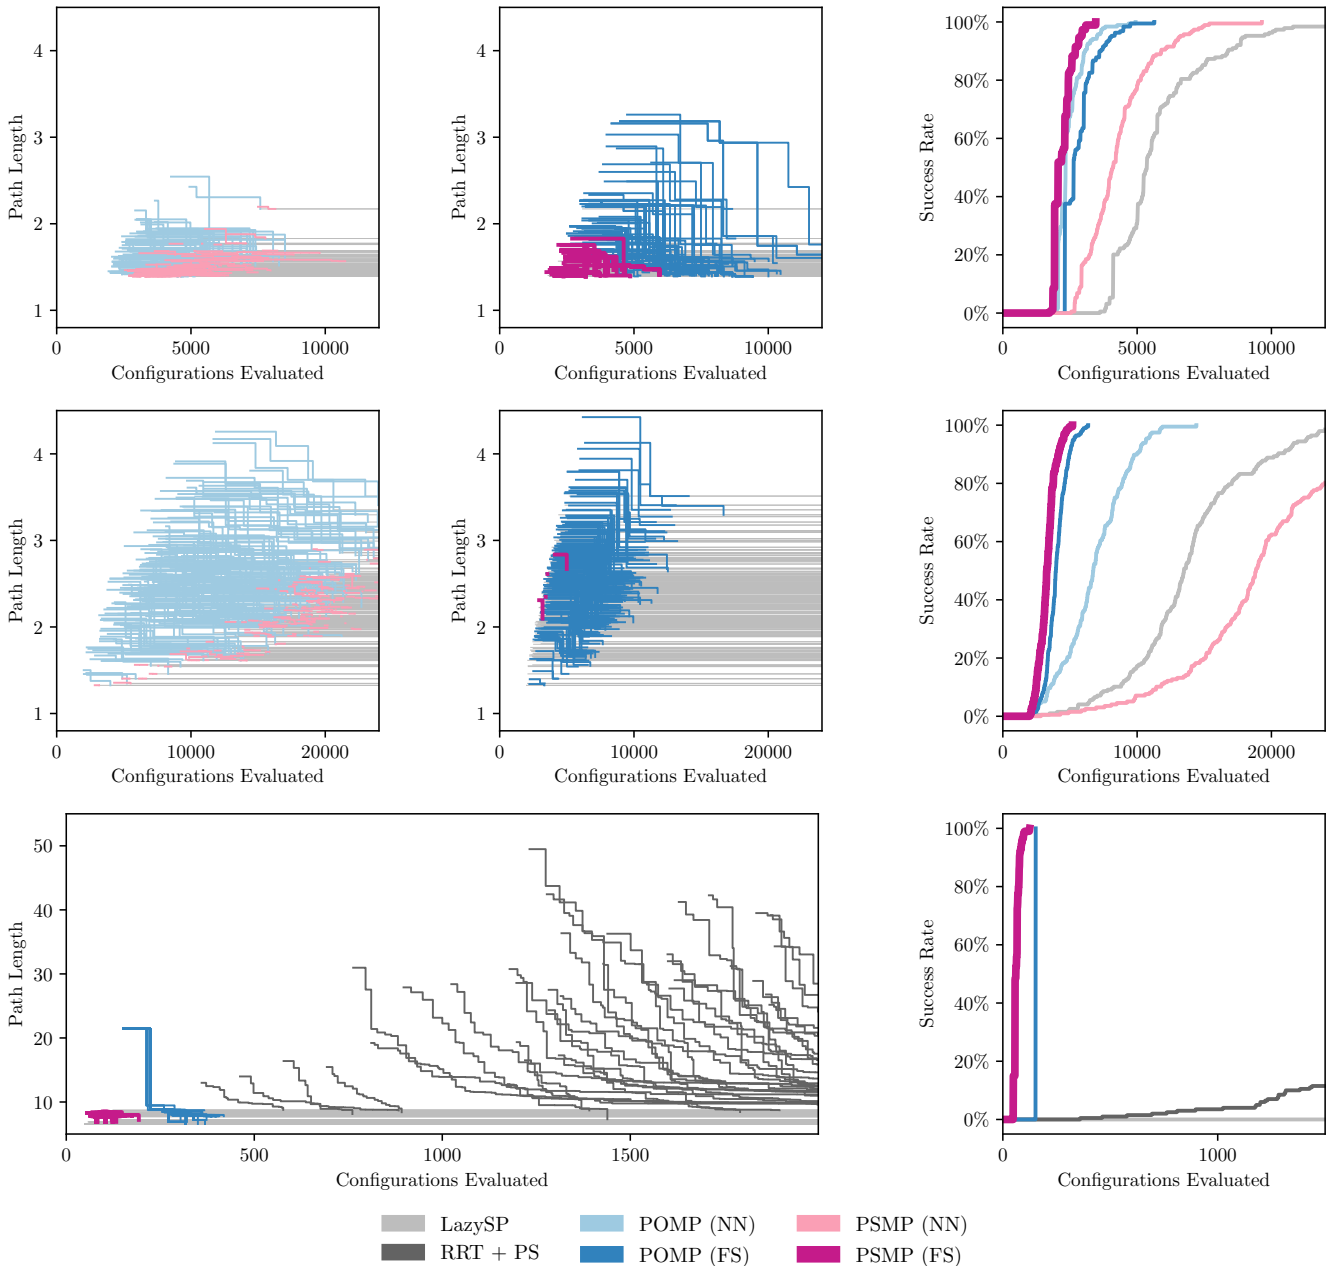 4
3
2
1
Path Length
0
5000
10000
Configurations Evaluated
4
3
2
1
Path Length
0
5000
10000
Configurations Evaluated
100%
80%
60%
40%
20%
0%
Success Rate
0
5000
10000
Configurations Evaluated
4
3
2
1
Path Length
0
10000
20000
Configurations Evaluated
4
3
2
1
Path Length
0
10000
20000
Configurations Evaluated
100%
80%
60%
40%
20%
0%
Success Rate
0
10000
20000
Configurations Evaluated
50
40
30
20
10
Path Length
0
500
1000
1500
Configurations Evaluated
100%
80%
60%
40%
20%
0%
Success Rate
0
1000
Configurations Evaluated
LazySP
RRT + PS
POMP (NN)
POMP (FS)
PSMP (NN)
PSMP (FS)